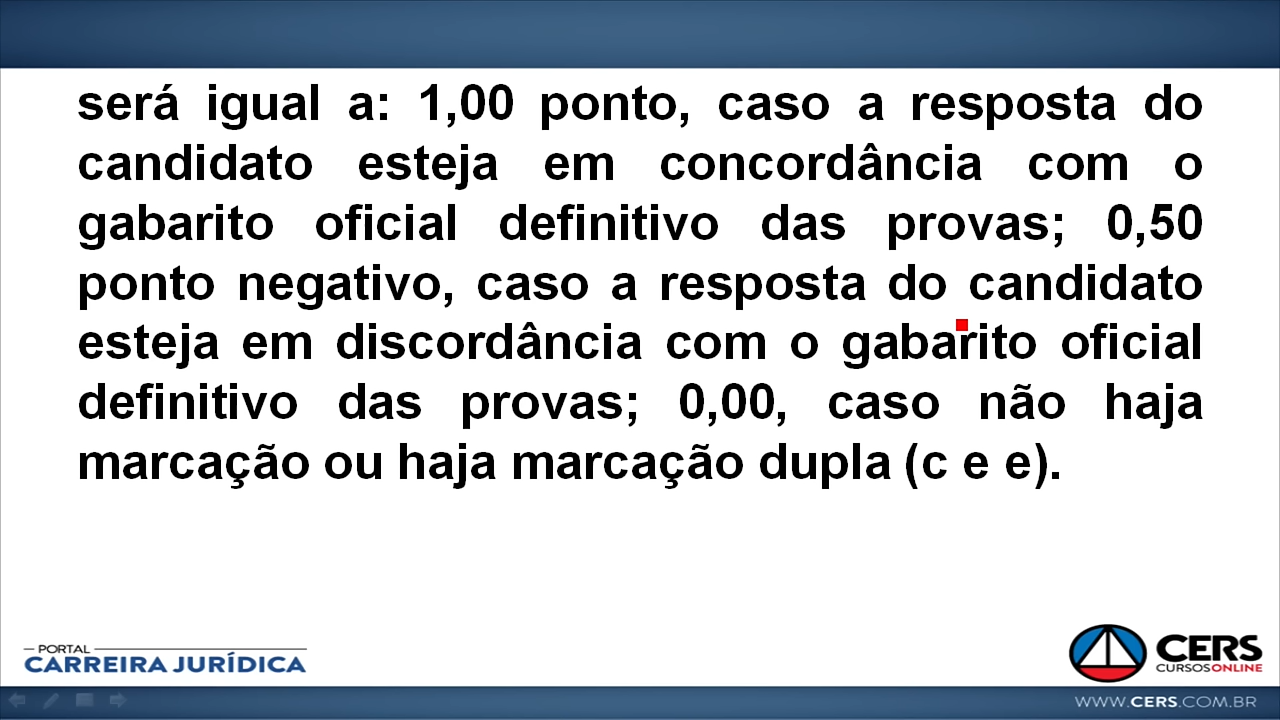 será igual a: 1,00 ponto, caso a resposta do
candidato esteja em concordância com o
gabarito oficial definitivo das provas; 0,50
ponto negativo, caso a resposta do candidato
esteja em discordância com o gabarito oficial
definitivo das provas; 0,00, caso não haja
marcação ou haja marcação dupla (c e e).
PORTAL
CARREIRA JURÍDICA
CERS
CURSOS ONLINE
WWW.CERS.COM.BR